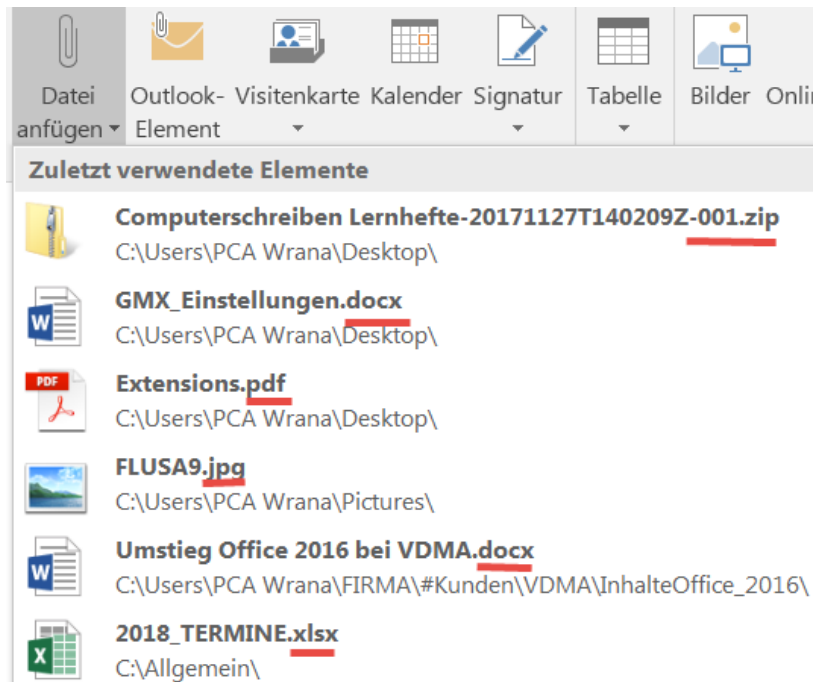 Datei Outlook- Visitenkarte Kalender Signatur Tabelle Bilder
anfügen Element
Zuletzt verwendete Elemente
Computerschreiben Lernhefte-20171127T140209Z-001.zip
C:\Users\PCA Wrana\Desktop\
W GMX_Einstellungen.docx
C:\Users\PCA Wrana\Desktop\
PDF Extensions.pdf
C:\Users\PCA Wrana\Desktop\
FLUSA9.jpg
C:\Users\PCA Wrana\Pictures\
W Umstieg Office 2016 bei VDMA.docx
C:\Users\PCA Wrana\FIRMA\#Kunden\VDMA\InhalteOffice_2016\
X 2018_TERMINE.xlsx
C:\Allgemein\